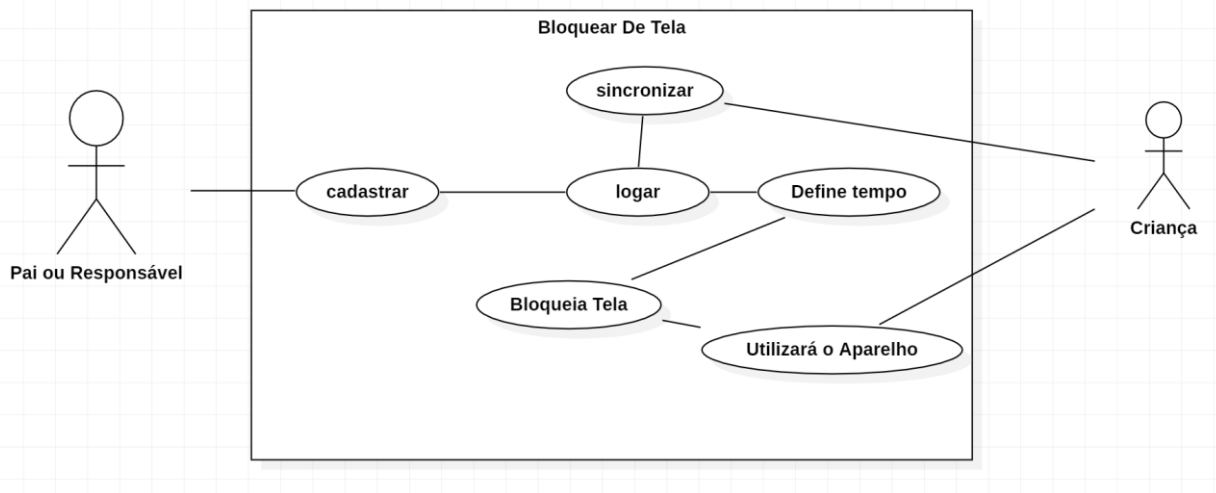 Bloquear De Tela
sincronizar
cadastrar
logar
Define tempo
Criança
Pai ou Responsável
Bloqueia Tela
Utilizará o Aparelho